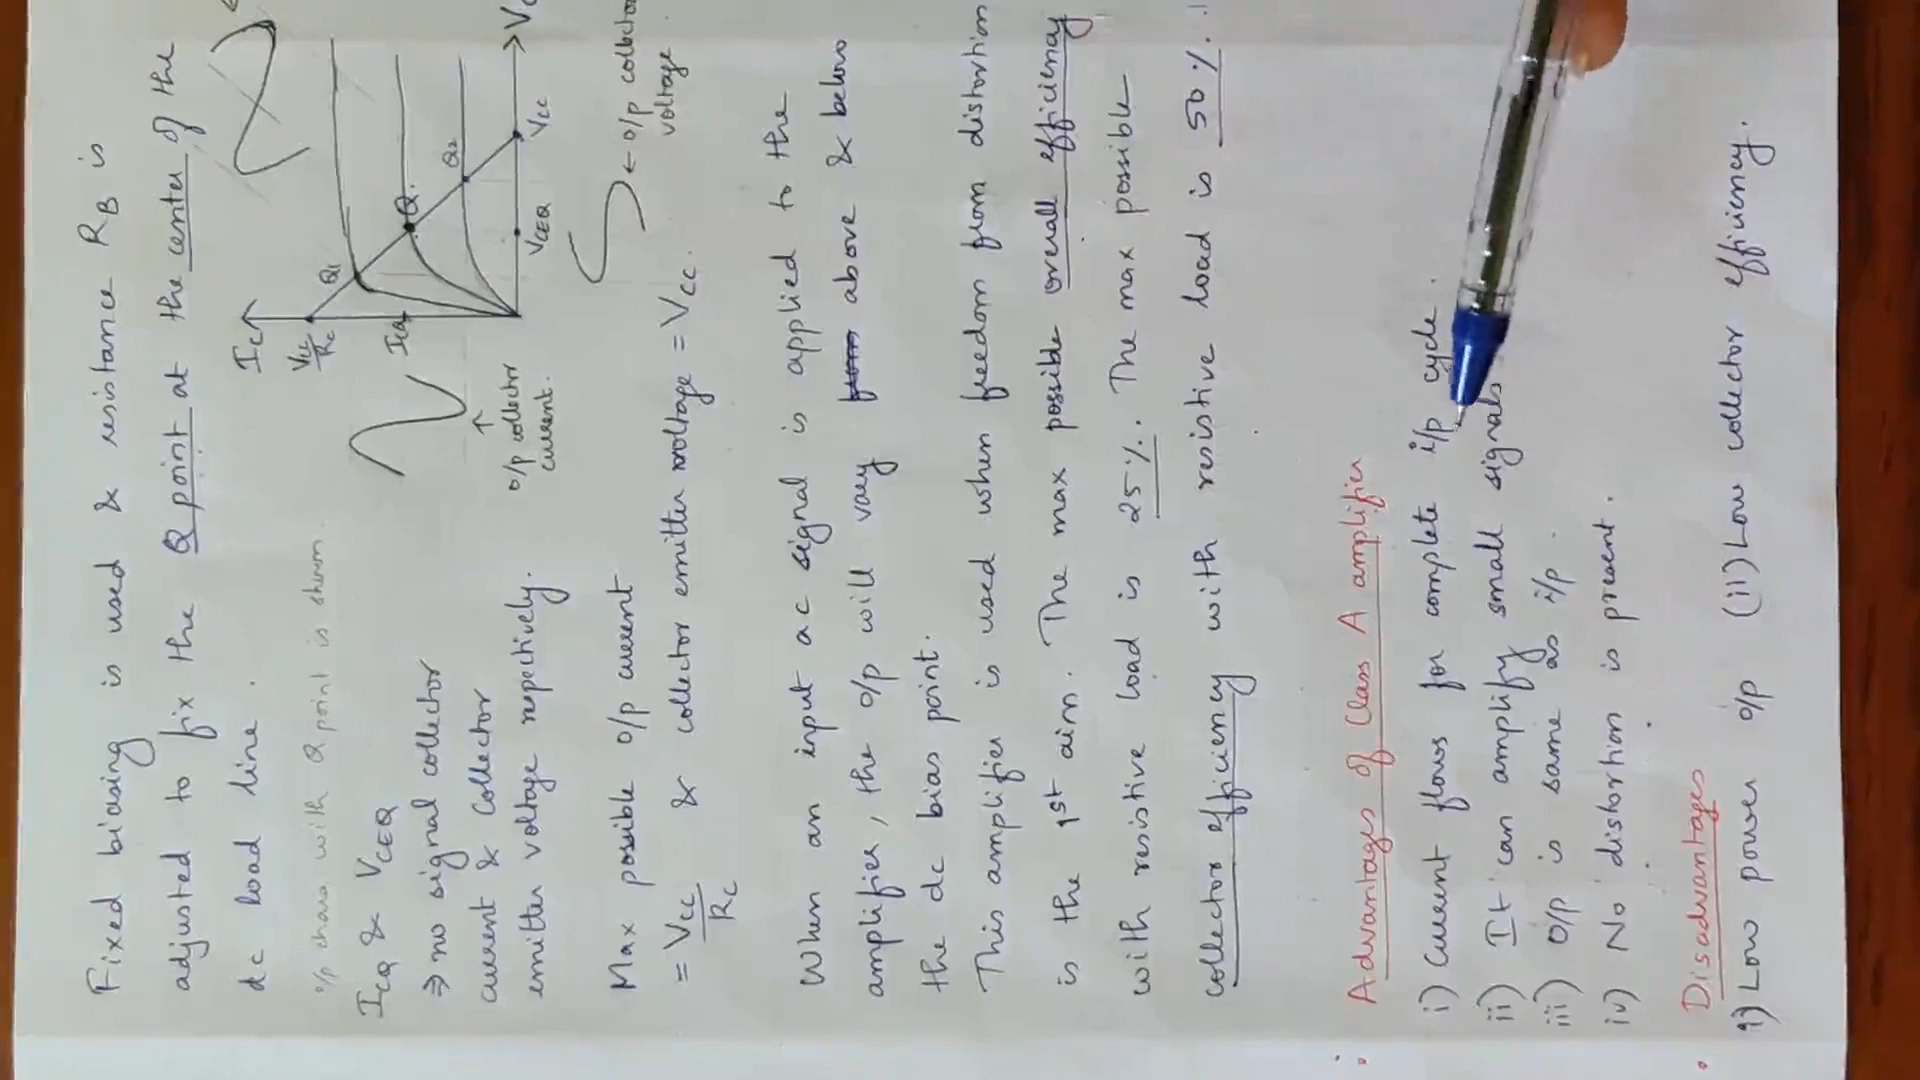 Fixed biasing is used & resistance RB is
adjusted to fix the Q point at the center of the
dc load line.
o/p chars with Q point is shown.
ICQ & VCEQ
⇒ no signal collector
current & collector
emitter voltage repectively.
IC
VCC/RC
ICQ
Q1
Q
Q2
VCEQ
VCC
o/p collector
current.
← o/p collector
voltage
Max possible o/p current
= VCC/RC & collector emitter voltage = VCC.
When an input ac signal is applied to the
amplifier, the o/p will vary above & below
the dc bias point.
This amplifier is used when freedom from distortion
is the 1st aim. The max possible overall efficiency
with resistive load is 25%. The max possible
collector efficiency with resistive load is 50%.
Advantages of Class A amplifier
i) Current flows for complete i/p cycle.
ii) It can amplify small signals
iii) o/p is same as i/p.
iv) No distortion is present.
Disadvantages
i) Low power o/p (ii) Low collector efficiency.